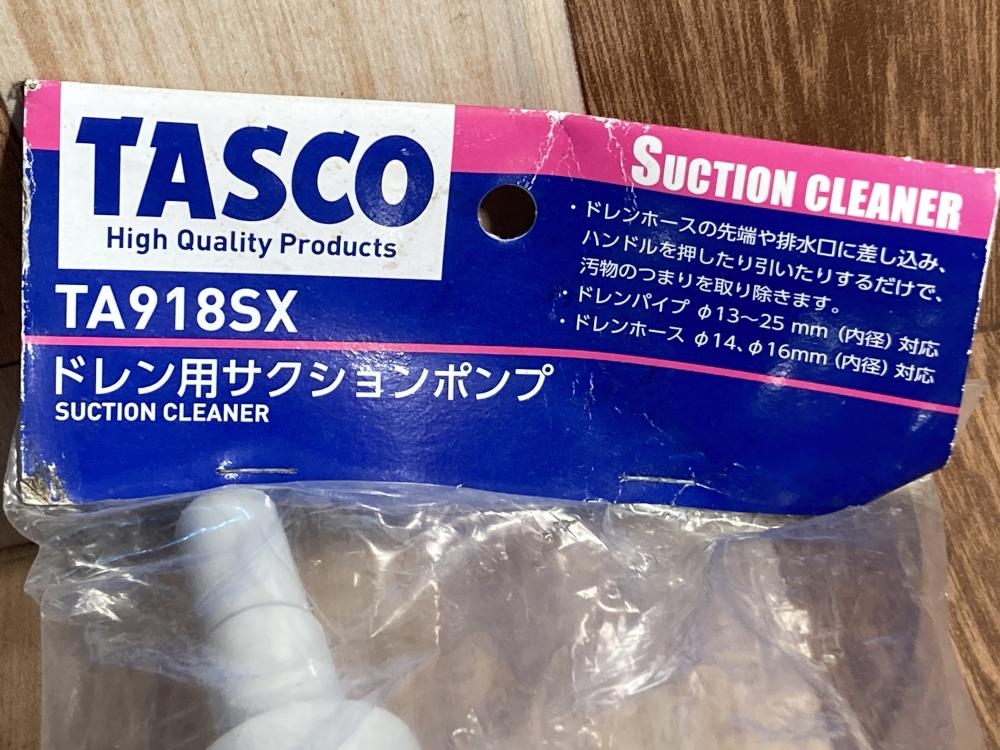 TASCO
High Quality Products
TA918SX
ドレン用サクションポンプ
SUCTION CLEANER
SUCTION CLEANER
・ドレンホースの先端や排水口に差し込み、
ハンドルを押したり引いたりするだけで、
汚物のつまりを取り除きます。
・ドレンパイプ φ13〜25 mm (内径) 対応
・ドレンホース φ14、φ16mm (内径) 対応